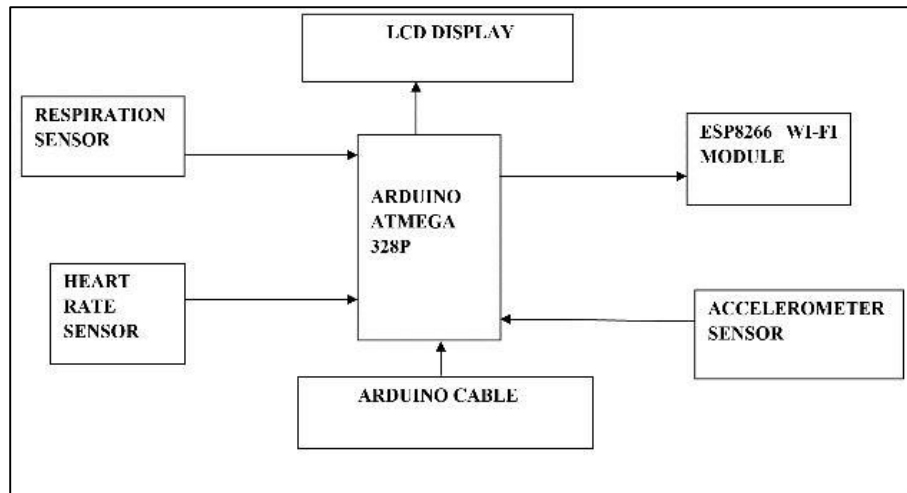 LCD DISPLAY
RESPIRATION
SENSOR
ESP8266 WI-FI
MODULE
ARDUINO
ATMEGA
328P
HEART
RATE
SENSOR
ACCELEROMETER
SENSOR
ARDUINO CABLE